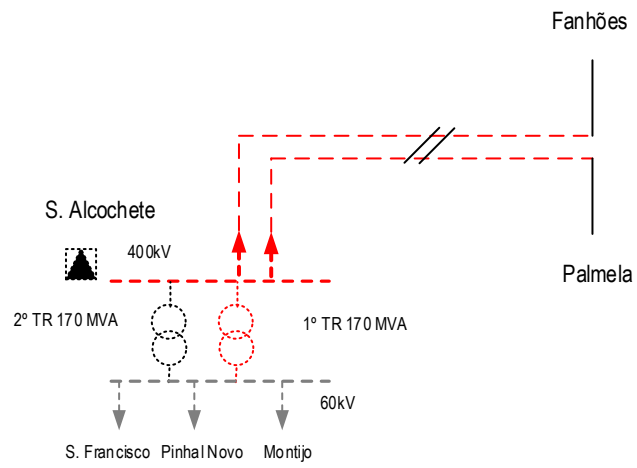 Fanhões
S. Alcochete
400kV
Palmela
2º TR 170 MVA
1º TR 170 MVA
60kV
S. Francisco
Pinhal Novo
Montijo